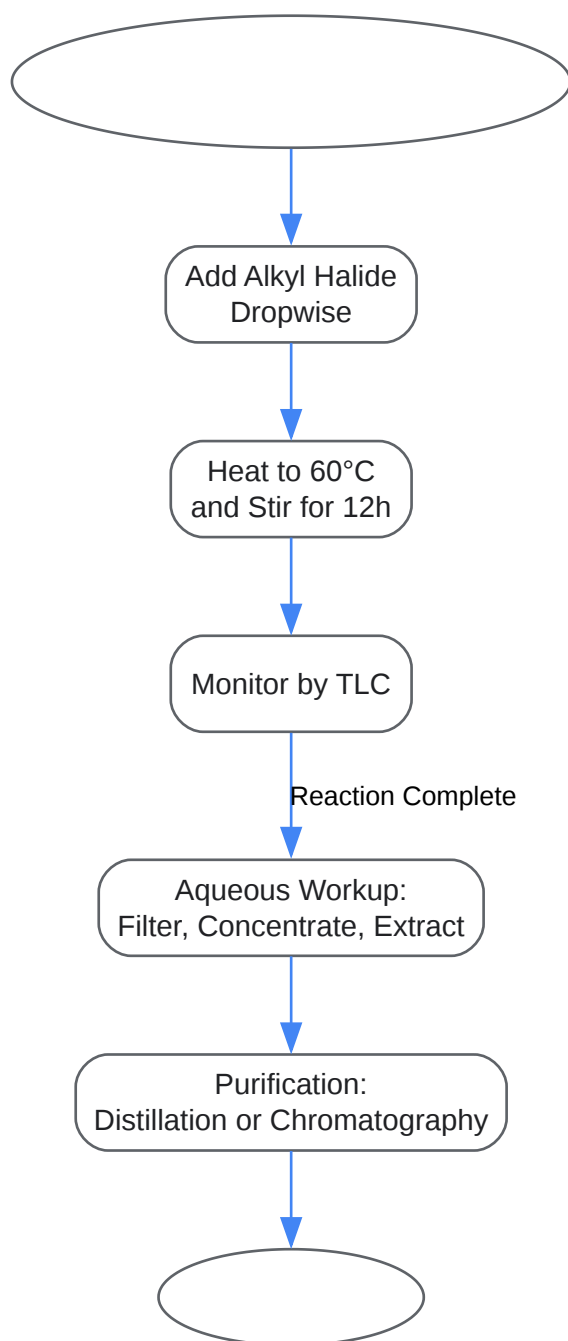 Add Alkyl Halide
Dropwise
Heat to 60°C
and Stir for 12h
Monitor by TLC
Reaction Complete
Aqueous Workup:
Filter, Concentrate, Extract
Purification:
Distillation or Chromatography